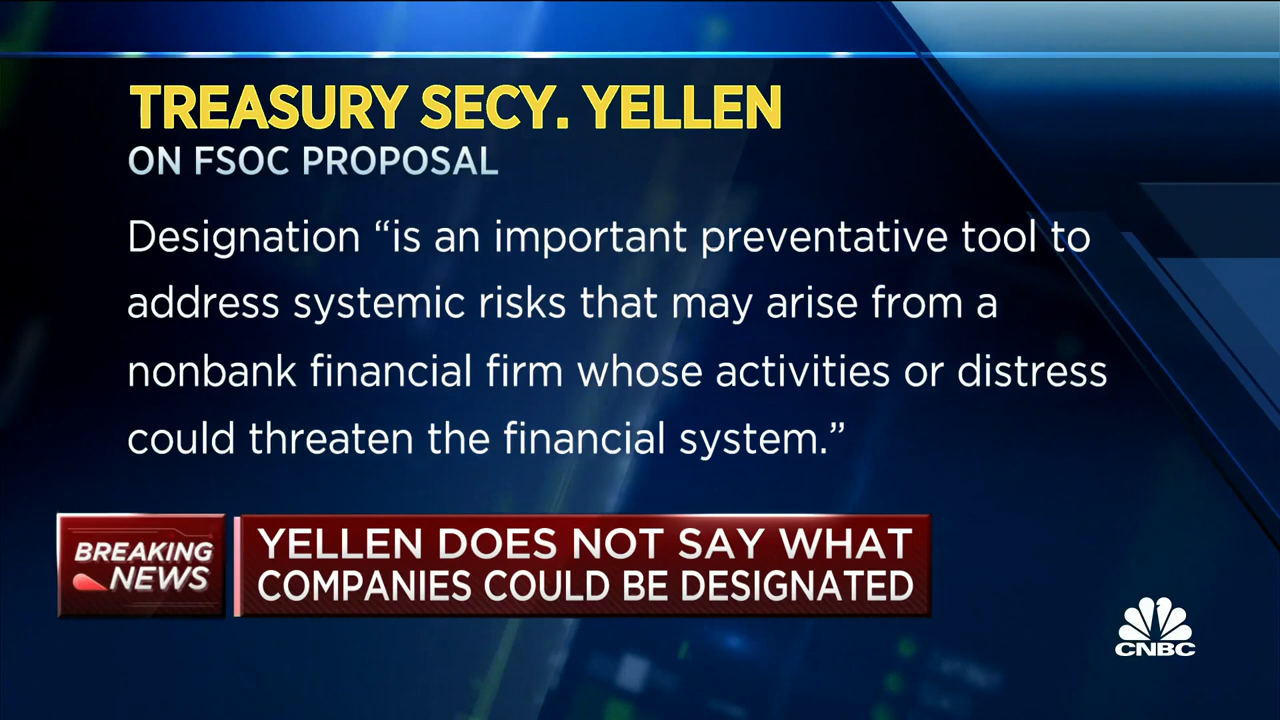 TREASURY SECY. YELLEN
ON FSOC PROPOSAL
Designation “is an important preventative tool to
address systemic risks that may arise from a
nonbank financial firm whose activities or distress
could threaten the financial system.”
BREAKING
NEWS
YELLEN DOES NOT SAY WHAT
COMPANIES COULD BE DESIGNATED
CNBC